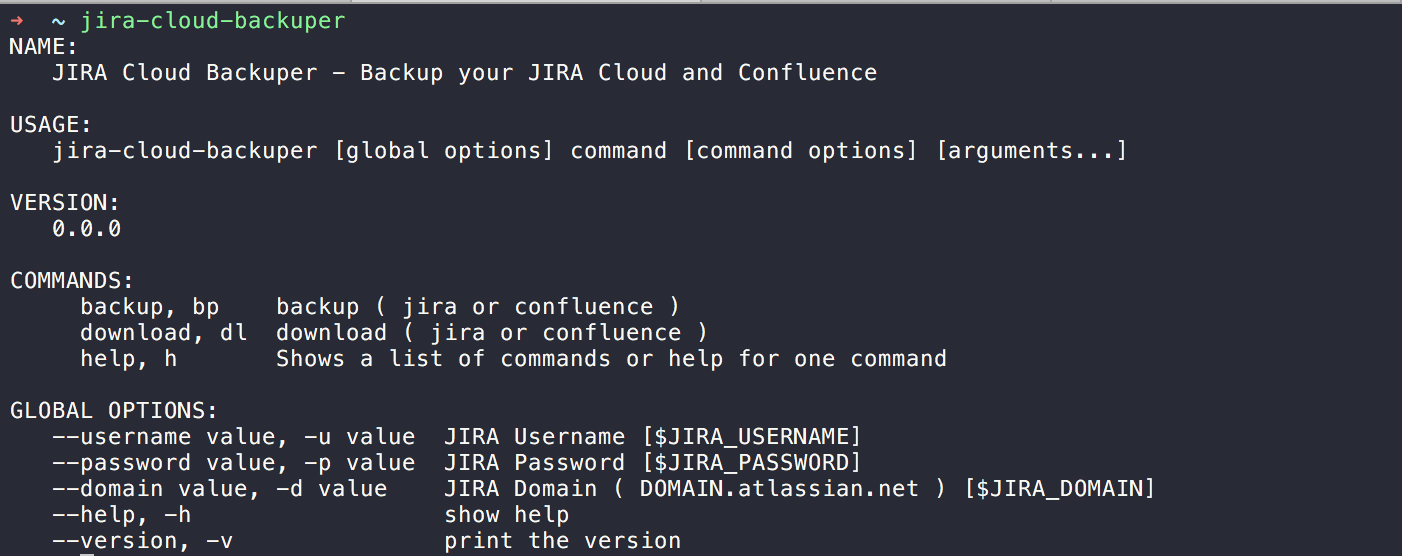 ➜  ~ jira-cloud-backuper
NAME:
   JIRA Cloud Backuper - Backup your JIRA Cloud and Confluence

USAGE:
   jira-cloud-backuper [global options] command [command options] [arguments...]

VERSION:
   0.0.0

COMMANDS:
     backup, bp    backup ( jira or confluence )
     download, dl  download ( jira or confluence )
     help, h       Shows a list of commands or help for one command

GLOBAL OPTIONS:
   --username value, -u value  JIRA Username [$JIRA_USERNAME]
   --password value, -p value  JIRA Password [$JIRA_PASSWORD]
   --domain value, -d value    JIRA Domain ( DOMAIN.atlassian.net ) [$JIRA_DOMAIN]
   --help, -h                  show help
   --version, -v               print the version